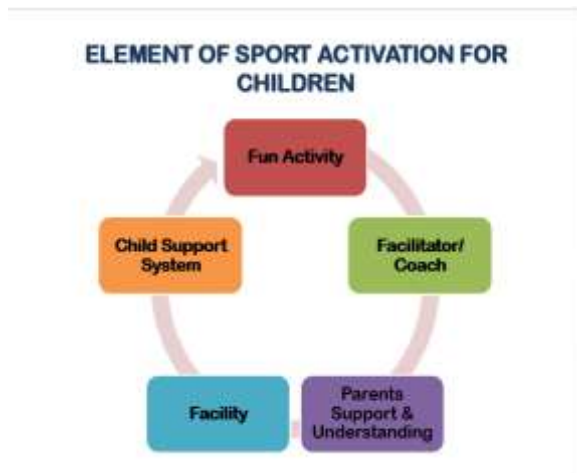 ELEMENT OF SPORT ACTIVATION FOR
CHILDREN
Fun Activity
Facilitator/
Coach
Parents
Support &
Understanding
Facility
Child Support
System